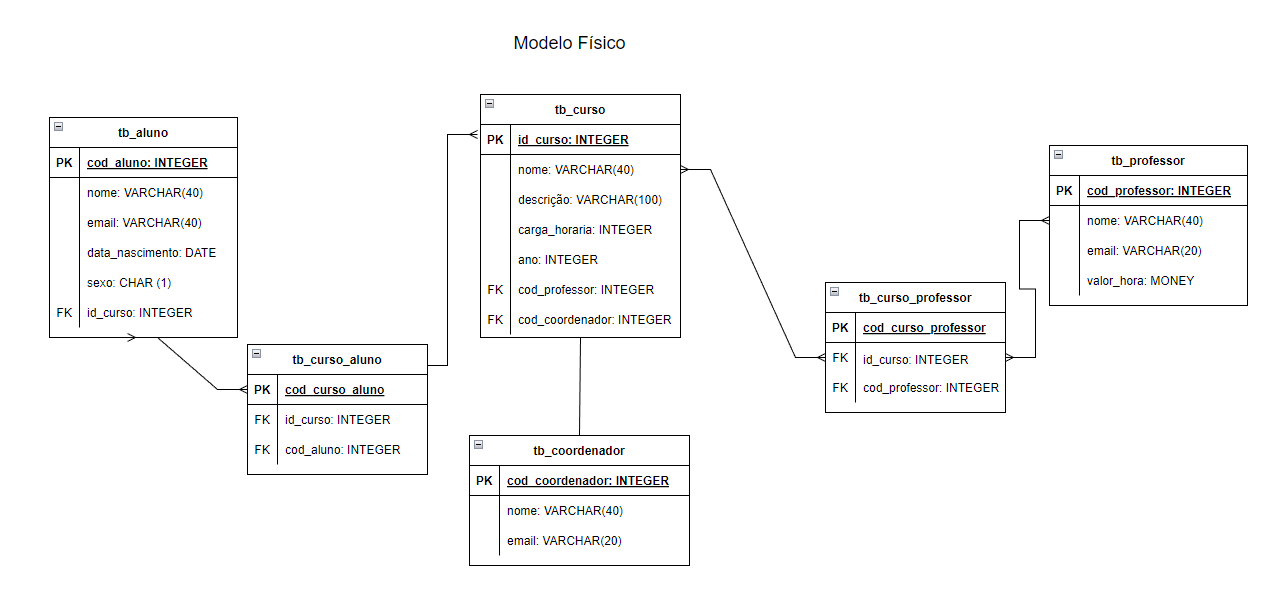 Modelo Físico
tb_aluno
PK cod_aluno: INTEGER
nome: VARCHAR(40)
email: VARCHAR(40)
data_nascimento: DATE
sexo: CHAR (1)
FK id_curso: INTEGER
tb_curso_aluno
PK cod_curso_aluno
FK id_curso: INTEGER
FK cod_aluno: INTEGER
tb_curso
PK id_curso: INTEGER
nome: VARCHAR(40)
descrição: VARCHAR(100)
carga_horaria: INTEGER
ano: INTEGER
FK cod_professor: INTEGER
FK cod_coordenador: INTEGER
tb_coordenador
PK cod_coordenador: INTEGER
nome: VARCHAR(40)
email: VARCHAR(20)
tb_curso_professor
PK cod_curso_professor
FK id_curso: INTEGER
FK cod_professor: INTEGER
tb_professor
PK cod_professor: INTEGER
nome: VARCHAR(40)
email: VARCHAR(20)
valor_hora: MONEY